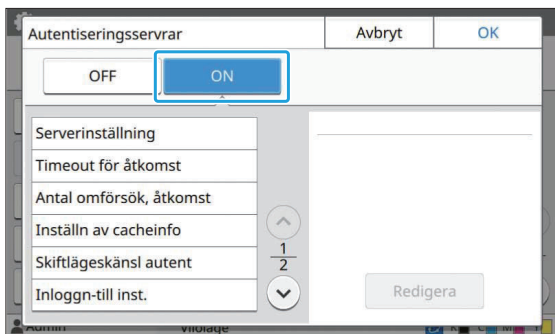 Autentiseringsservrar
Avbryt
OK
OFF
ON
Serverinställning
Timeout för åtkomst
Antal omförsök, åtkomst
Inställn av cacheinfo
Skiftlägeskänsl autent
Inloggn-till inst.
1
2
Redigera
Admin